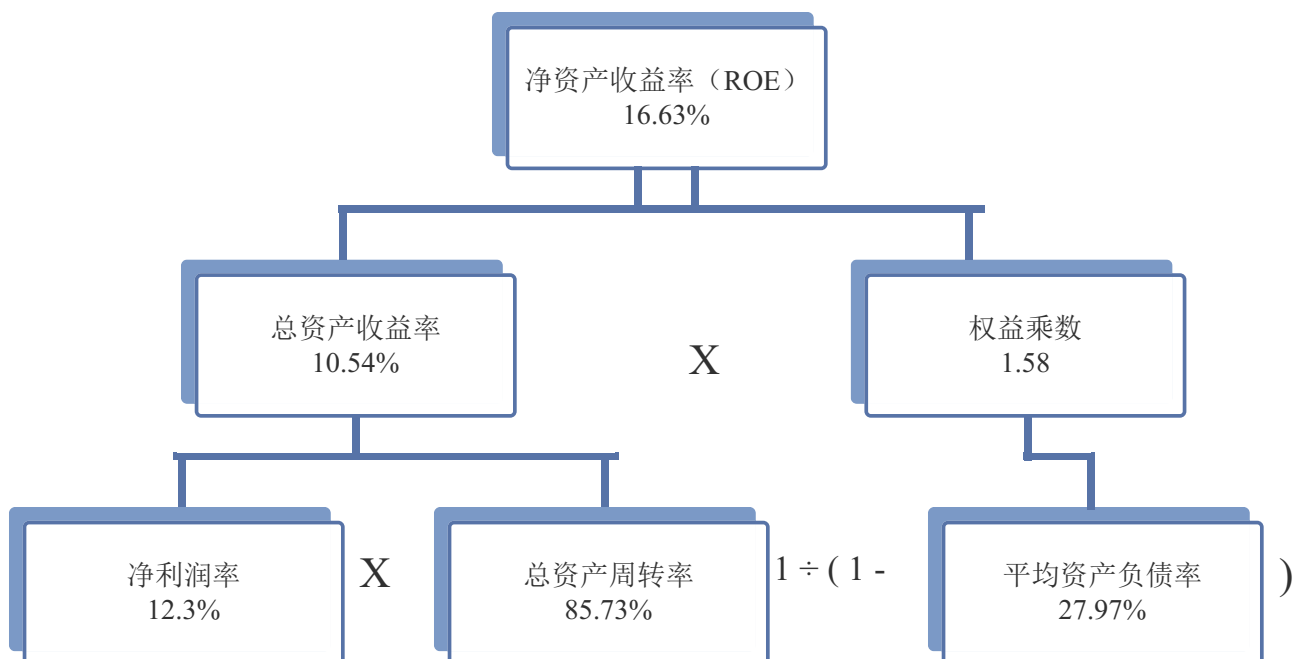 净资产收益率（ROE）
16.63%
总资产收益率
10.54%
X
权益乘数
1.58
净利润率
12.3%
X
总资产周转率
85.73%
1 ÷ ( 1 -
平均资产负债率
27.97%
)